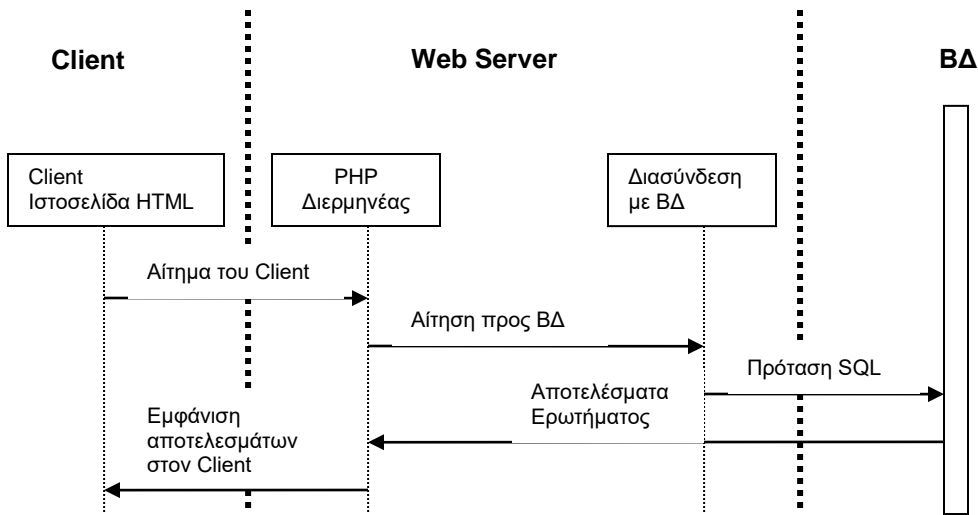 Client
Web Server
ΒΔ
Client
Ιστοσελίδα HTML
PHP
Διερμηνέας
Διασύνδεση
με ΒΔ
Αίτημα του Client
Αίτηση προς ΒΔ
Πρόταση SQL
Αποτελέσματα
Ερωτήματος
Εμφάνιση
αποτελεσμάτων
στον Client